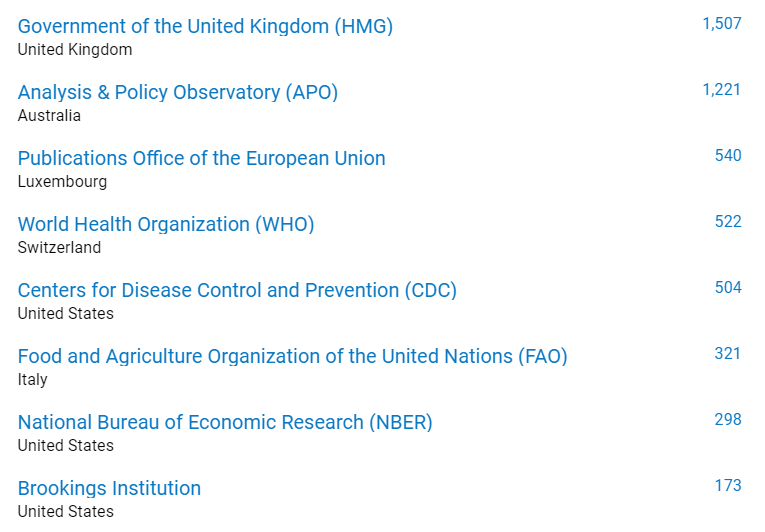 Government of the United Kingdom (HMG) 1,507
United Kingdom
Analysis & Policy Observatory (APO) 1,221
Australia
Publications Office of the European Union 540
Luxembourg
World Health Organization (WHO) 522
Switzerland
Centers for Disease Control and Prevention (CDC) 504
United States
Food and Agriculture Organization of the United Nations (FAO) 321
Italy
National Bureau of Economic Research (NBER) 298
United States
Brookings Institution 173
United States